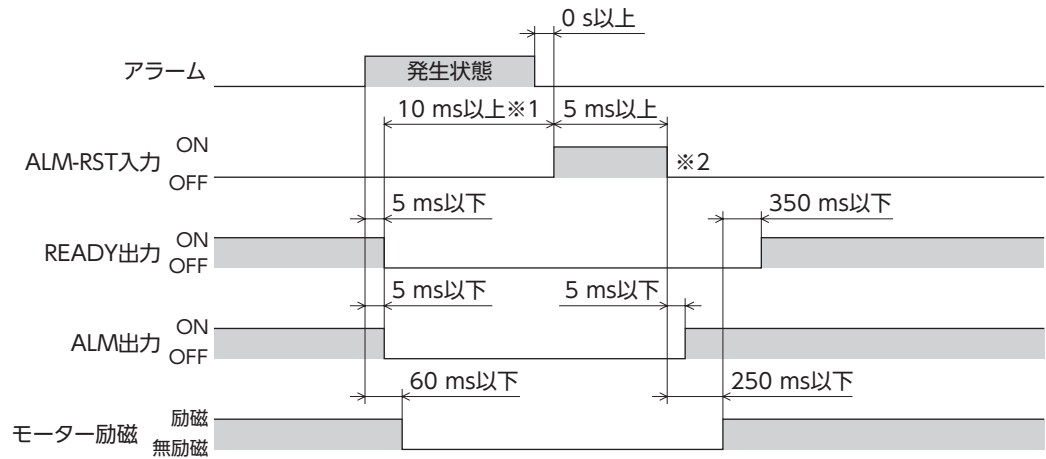 0 s以上
アラーム
発生状態
10 ms以上※1
5 ms以上
ALM-RST入力
ON
OFF
※2
5 ms以下
350 ms以下
READY出力
ON
OFF
5 ms以下
5 ms以下
ALM出力
ON
OFF
60 ms以下
250 ms以下
モーター励磁
励磁
無励磁